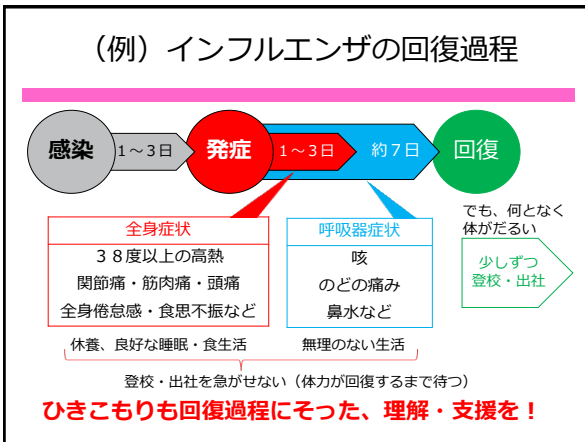 （例）インフルエンザの回復過程
感染
1～3日
発症
1～3日
約7日
回復
全身症状
38度以上の高熱
関節痛・筋肉痛・頭痛
全身倦怠感・食思不振など
呼吸器症状
咳
のどの痛み
鼻水など
でも、何となく
体がだるい
少しずつ
登校・出社
休養、良好な睡眠・食生活
無理のない生活
登校・出社を急がせない（体力が回復するまで待つ）
ひきこもりも回復過程にそった、理解・支援を！